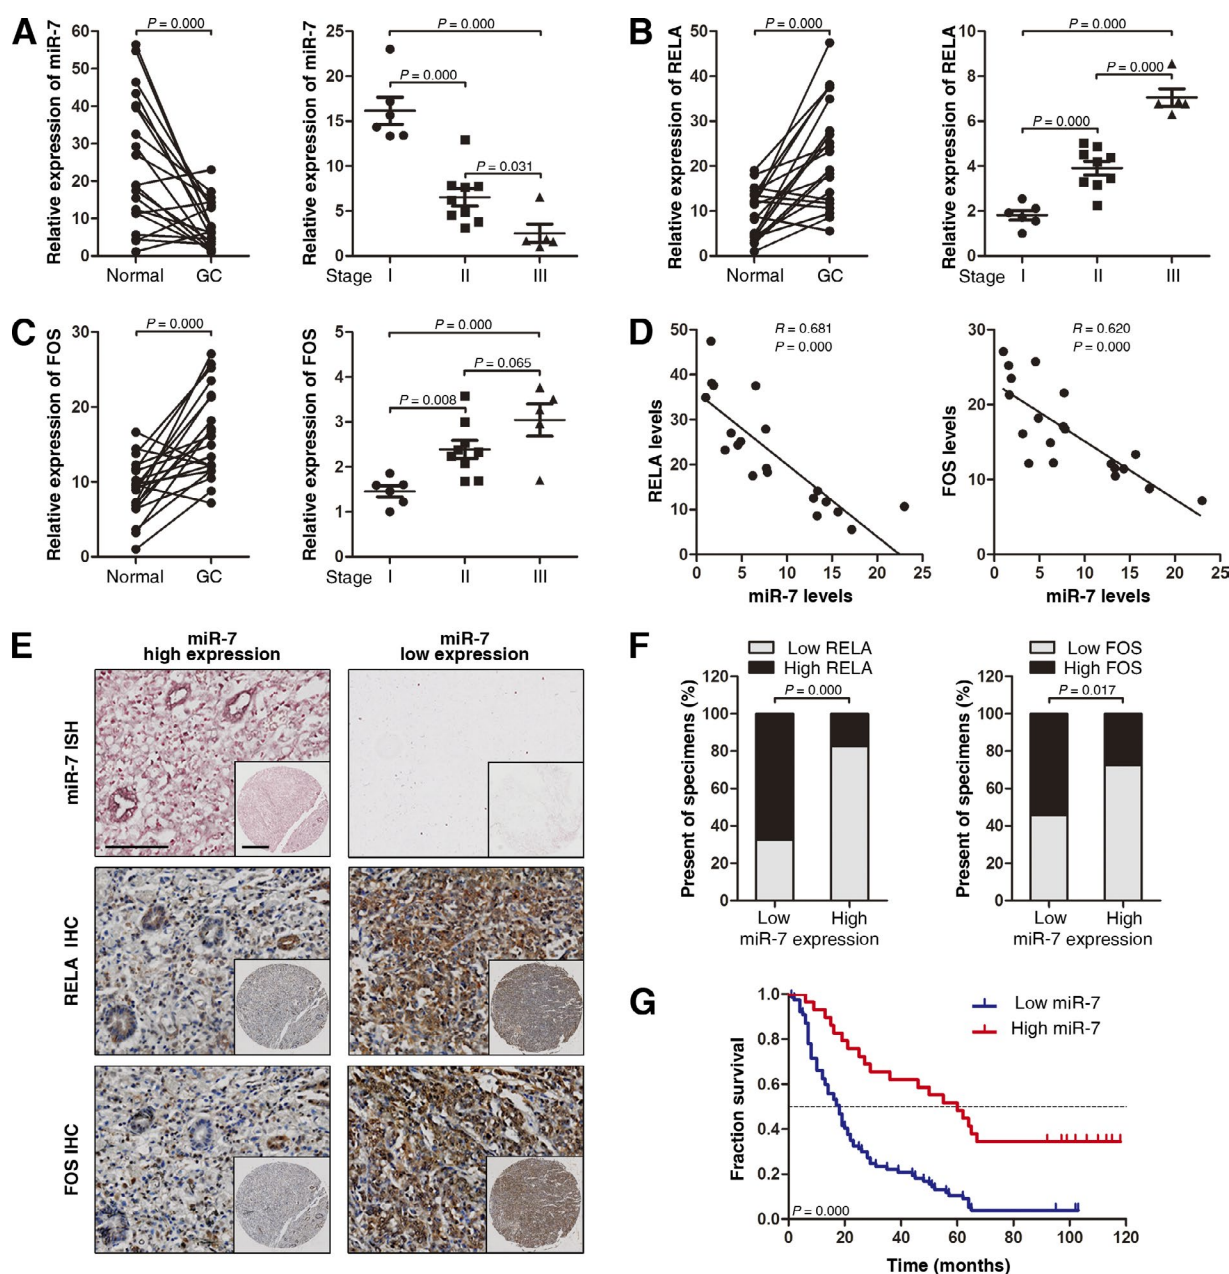 A
Relative expression of miR-7
60
50
40
30
20
10
0
P = 0.000
Normal GC
Relative expression of miR-7
25
20
15
10
5
0
P = 0.000
P = 0.000
P = 0.031
Stage I II III
B
Relative expression of RELA
50
40
30
20
10
0
P = 0.000
Normal GC
Relative expression of RELA
10
8
6
4
2
0
P = 0.000
P = 0.000
P = 0.000
Stage I II III
C
Relative expression of FOS
30
20
10
0
P = 0.000
Normal GC
Relative expression of FOS
5
4
3
2
1
0
P = 0.000
P = 0.065
P = 0.008
Stage I II III
D
RELA levels
50
40
30
20
10
0
R = 0.681
P = 0.000
0 5 10 15 20 25
miR-7 levels
FOS levels
30
20
10
0
R = 0.620
P = 0.000
0 5 10 15 20 25
miR-7 levels
E
miR-7
high expression
miR-7
low expression
miR-7 ISH
RELA IHC
FOS IHC
F
Low RELA
High RELA
Present of specimens (%)
120
100
80
60
40
20
0
P = 0.000
Low High
miR-7 expression
Low FOS
High FOS
Present of specimens (%)
120
100
80
60
40
20
0
P = 0.017
Low High
miR-7 expression
G
Low miR-7
High miR-7
Fraction survival
1.0
0.8
0.6
0.4
0.2
0.0
P = 0.000
0 20 40 60 80 100 120
Time (months)